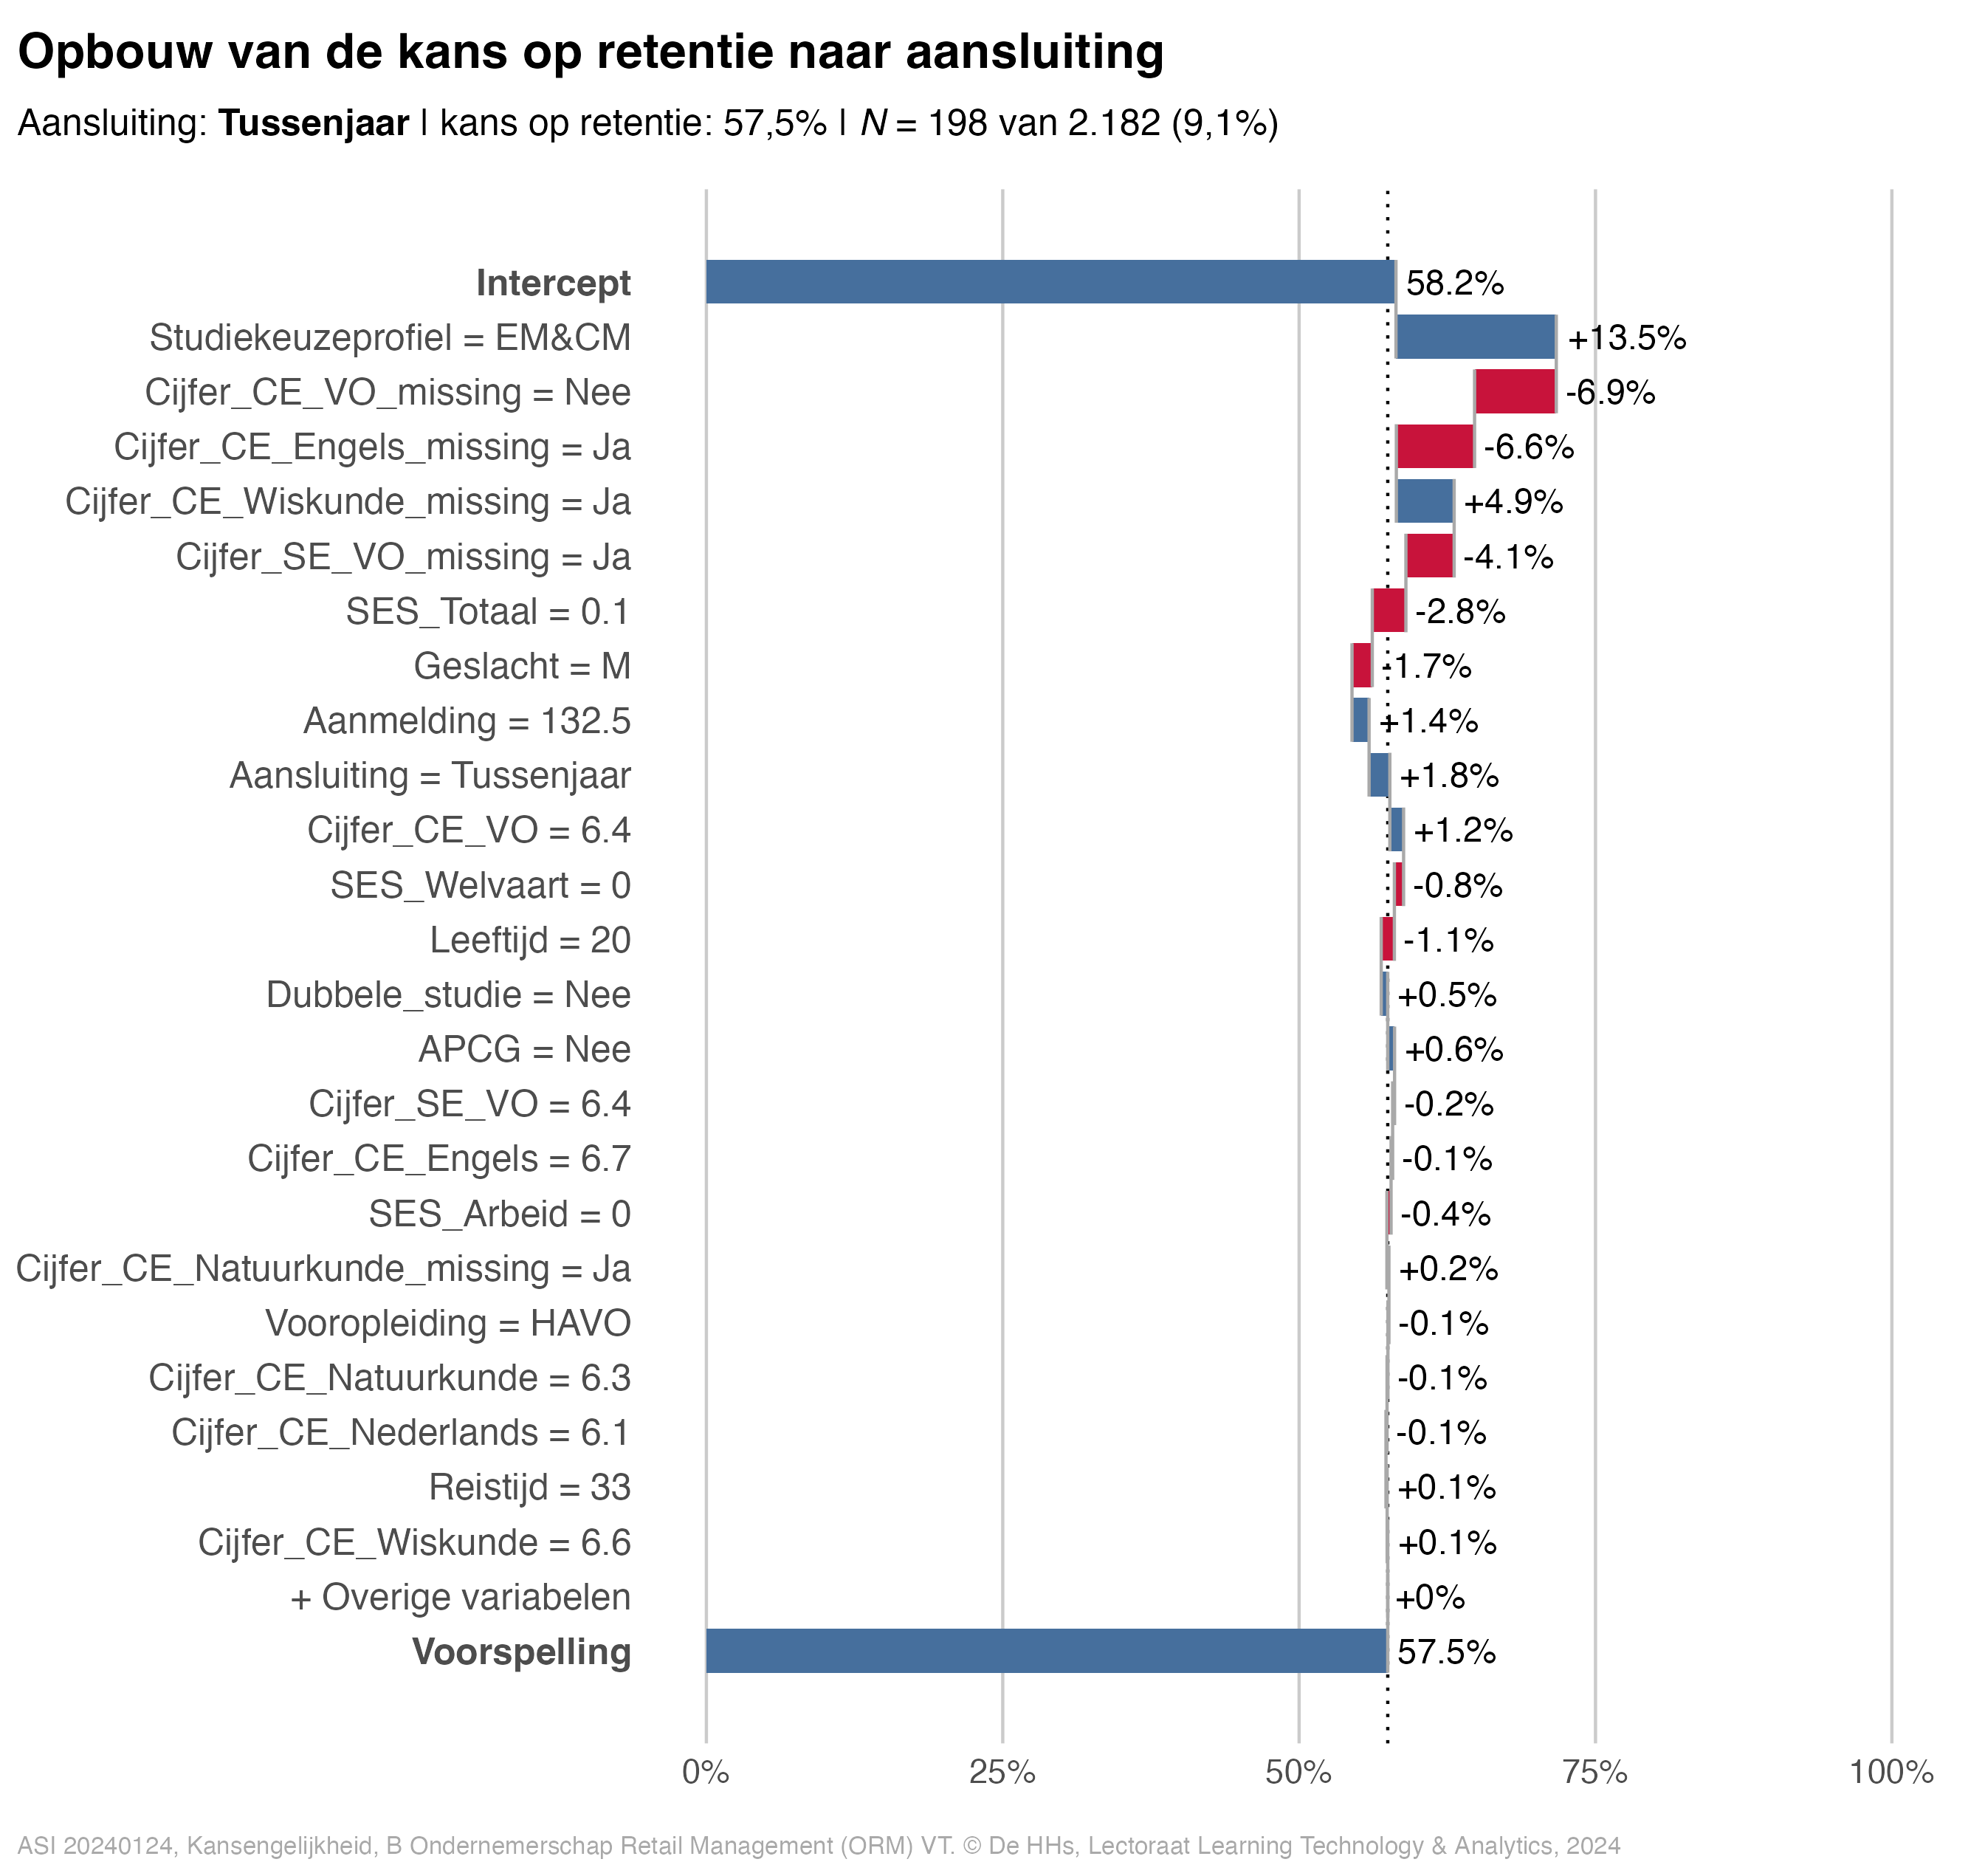 Opbouw van de kans op retentie naar aansluiting
Aansluiting: Tussenjaar | kans op retentie: 57,5% | N = 198 van 2.182 (9,1%)
Intercept 58.2%
Studiekeuzeprofiel = EM&CM +13.5%
Cijfer_CE_VO_missing = Nee -6.9%
Cijfer_CE_Engels_missing = Ja -6.6%
Cijfer_CE_Wiskunde_missing = Ja +4.9%
Cijfer_SE_VO_missing = Ja -4.1%
SES_Totaal = 0.1 -2.8%
Geslacht = M -1.7%
Aanmelding = 132.5 +1.4%
Aansluiting = Tussenjaar +1.8%
Cijfer_CE_VO = 6.4 +1.2%
SES_Welvaart = 0 -0.8%
Leeftijd = 20 -1.1%
Dubbele_studie = Nee +0.5%
APCG = Nee +0.6%
Cijfer_SE_VO = 6.4 -0.2%
Cijfer_CE_Engels = 6.7 -0.1%
SES_Arbeid = 0 -0.4%
Cijfer_CE_Natuurkunde_missing = Ja +0.2%
Vooropleiding = HAVO -0.1%
Cijfer_CE_Natuurkunde = 6.3 -0.1%
Cijfer_CE_Nederlands = 6.1 -0.1%
Reistijd = 33 +0.1%
Cijfer_CE_Wiskunde = 6.6 +0.1%
+ Overige variabelen +0%
Voorspelling 57.5%
0% 25% 50% 75% 100%
ASI 20240124, Kansengelijkheid, B Ondernemerschap Retail Management (ORM) VT. © De HHs, Lectoraat Learning Technology & Analytics, 2024